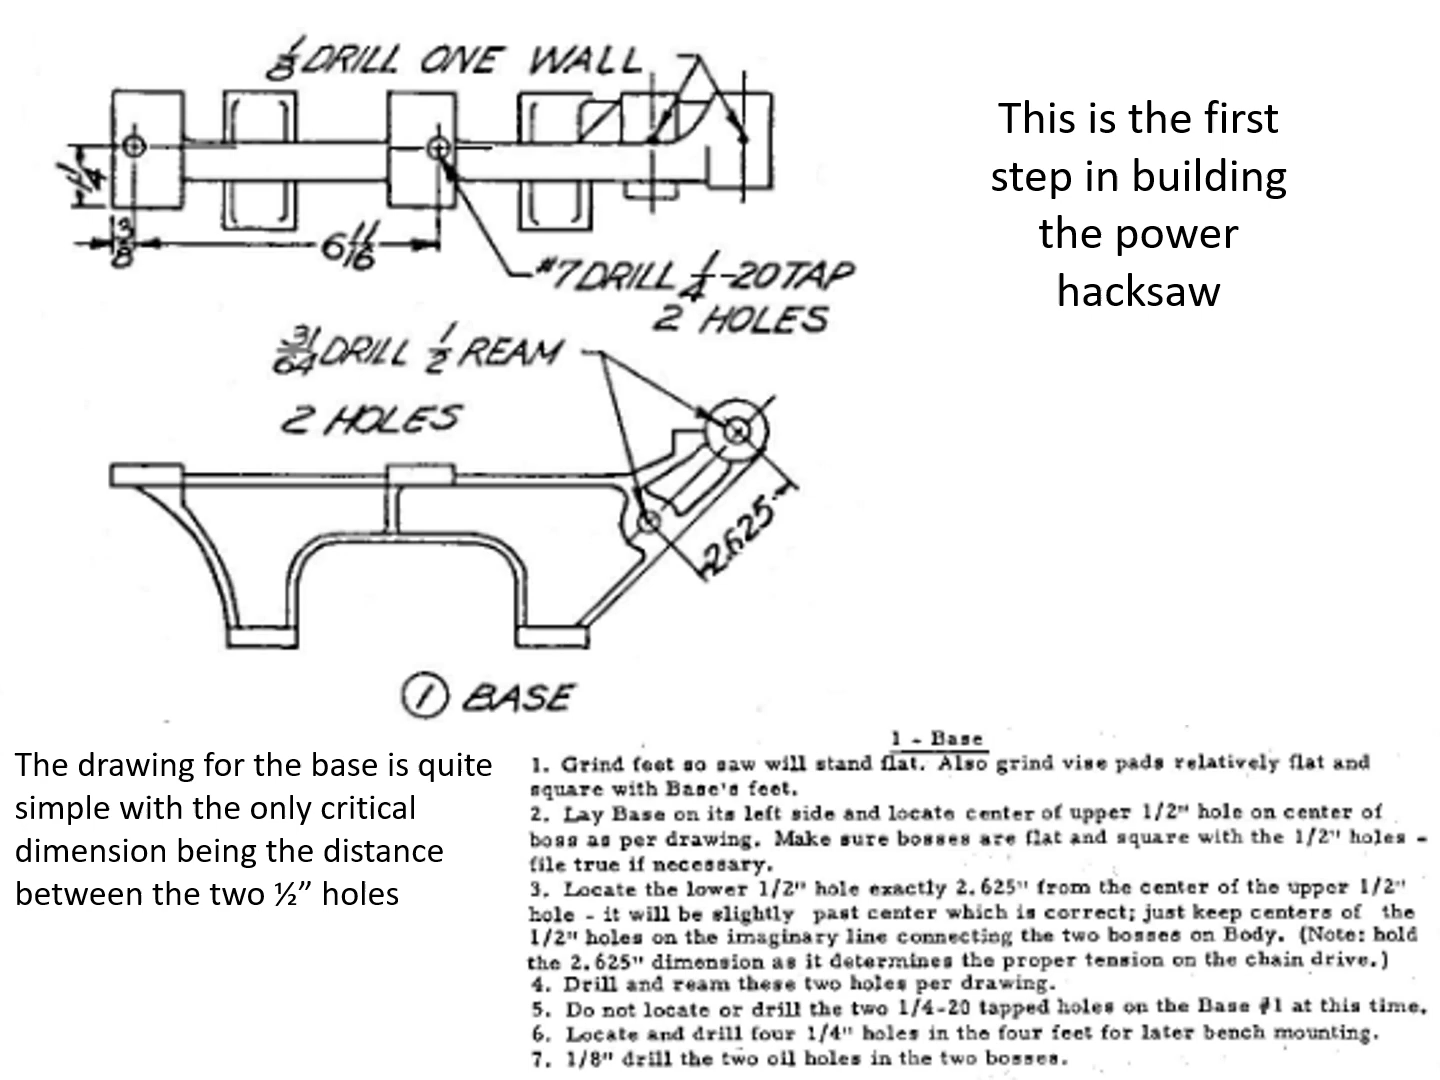 1/8 DRILL ONE WALL
1 1/4
3/8
6 11/16
#7 DRILL 1/4-20 TAP
2 HOLES
31/64 DRILL 1/2 REAM
2 HOLES
2.625
1 BASE
This is the first
step in building
the power
hacksaw
The drawing for the base is quite
simple with the only critical
dimension being the distance
between the two ½” holes
1 - Base
1. Grind feet so saw will stand flat. Also grind vise pads relatively flat and
square with Base's feet.
2. Lay Base on its left side and locate center of upper 1/2" hole on center of
boss as per drawing. Make sure bosses are flat and square with the 1/2" holes -
file true if necessary.
3. Locate the lower 1/2" hole exactly 2.625" from the center of the upper 1/2"
hole - it will be slightly past center which is correct; just keep centers of the
1/2" holes on the imaginary line connecting the two bosses on Body. (Note: hold
the 2.625" dimension as it determines the proper tension on the chain drive.)
4. Drill and ream these two holes per drawing.
5. Do not locate or drill the two 1/4-20 tapped holes on the Base #1 at this time.
6. Locate and drill four 1/4" holes in the four feet for later bench mounting.
7. 1/8" drill the two oil holes in the two bosses.